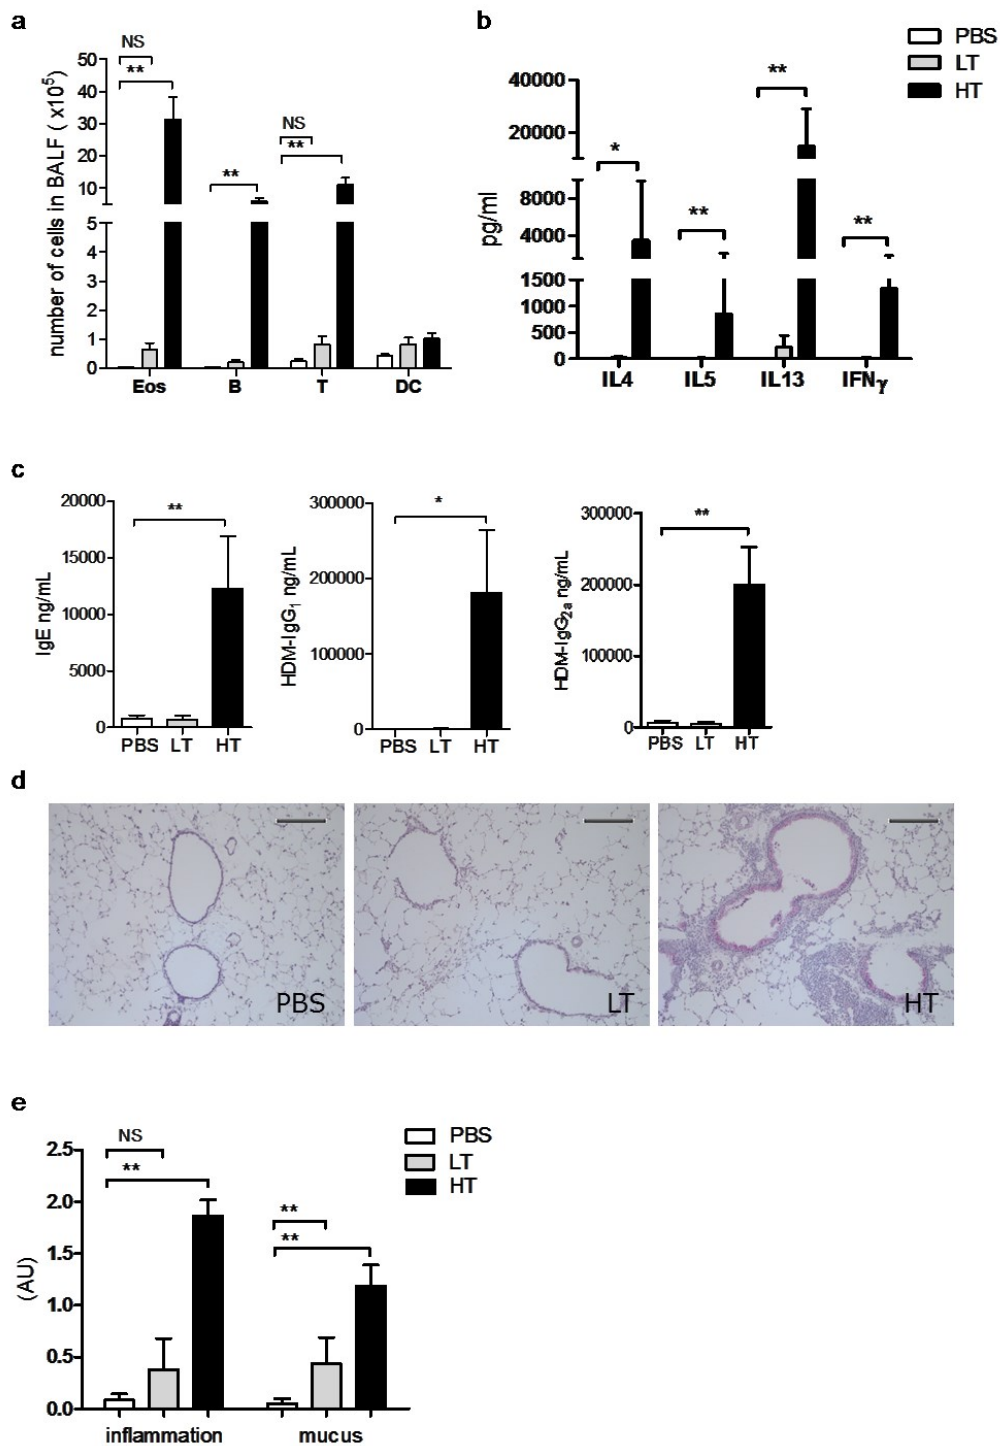 a
NS
**
NS
**
**
number of cells in BALF ( x10⁵)
50
40
30
20
10
5
4
3
2
1
0
Eos B T DC
b
PBS
LT
HT
*
**
**
**
pg/ml
40000
20000
8000
4000
1500
1000
500
0
IL4 IL5 IL13 IFNγ
c
**
IgE ng/mL
20000
15000
10000
5000
0
PBS LT HT
*
HDM-IgG₁ ng/mL
300000
200000
100000
0
PBS LT HT
**
HDM-IgG₂ₐ ng/mL
300000
200000
100000
0
PBS LT HT
d
PBS
LT
HT
e
PBS
LT
HT
NS
**
**
**
(AU)
2.5
2.0
1.5
1.0
0.5
0.0
inflammation mucus